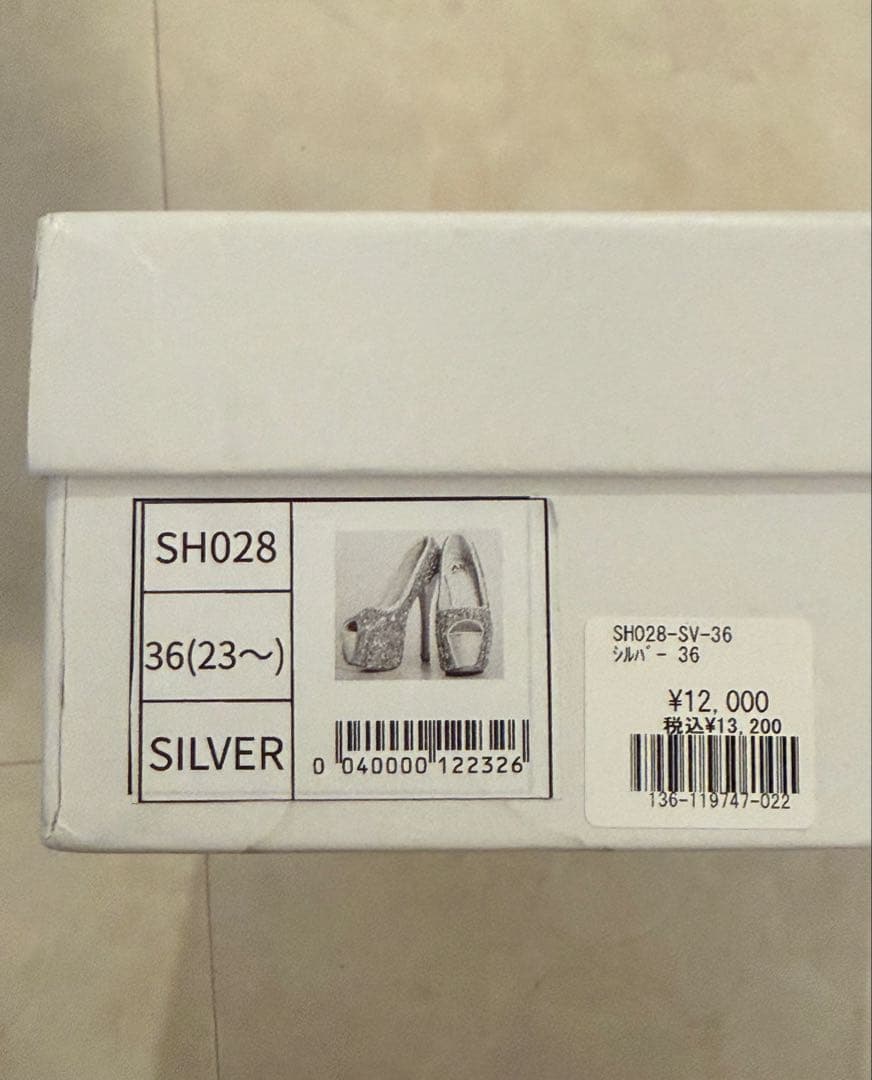 SH028
36(23～)
SILVER
0 040000 122326
SH028-SV-36
ｼﾙﾊﾞｰ 36
¥12,000
税込¥13,200
136-119747-022